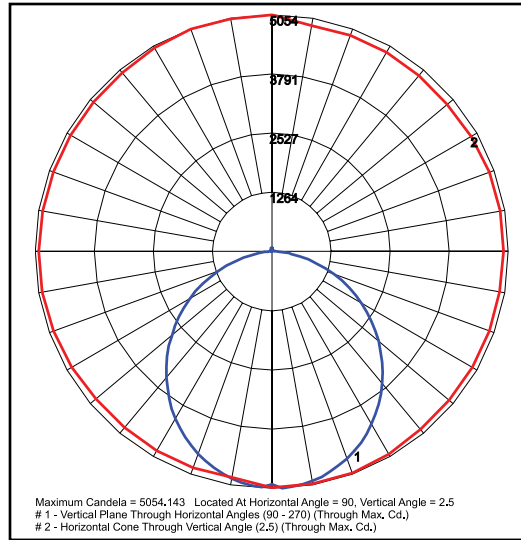 5054
3791
2527
1264
2
1
Maximum Candela = 5054.143 Located At Horizontal Angle = 90, Vertical Angle = 2.5
# 1 - Vertical Plane Through Horizontal Angles (90 - 270) (Through Max. Cd.)
# 2 - Horizontal Cone Through Vertical Angle (2.5) (Through Max. Cd.)